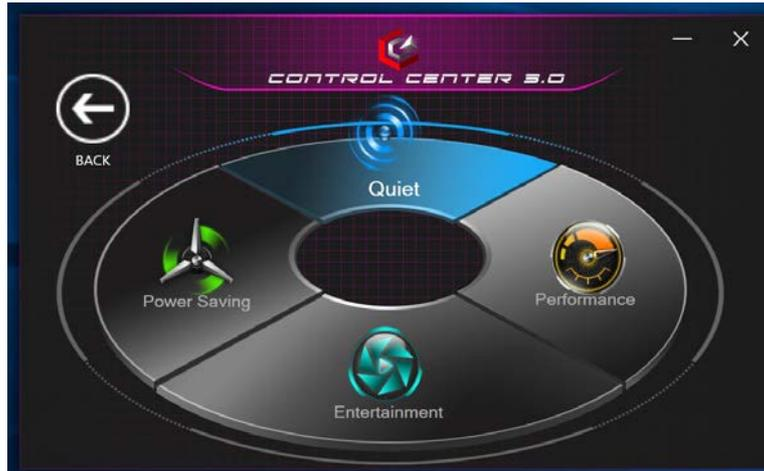 CONTROL CENTER 3.0
BACK
Quiet
Power Saving
Performance
Entertainment